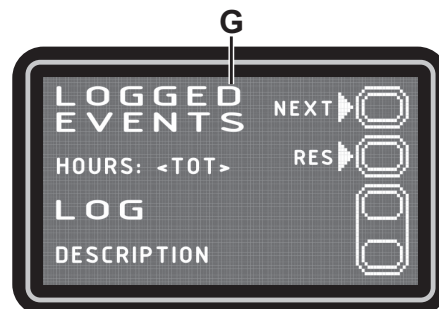 G
LOGGED
EVENTS
NEXT
HOURS: <TOT>
RES
LOG
DESCRIPTION